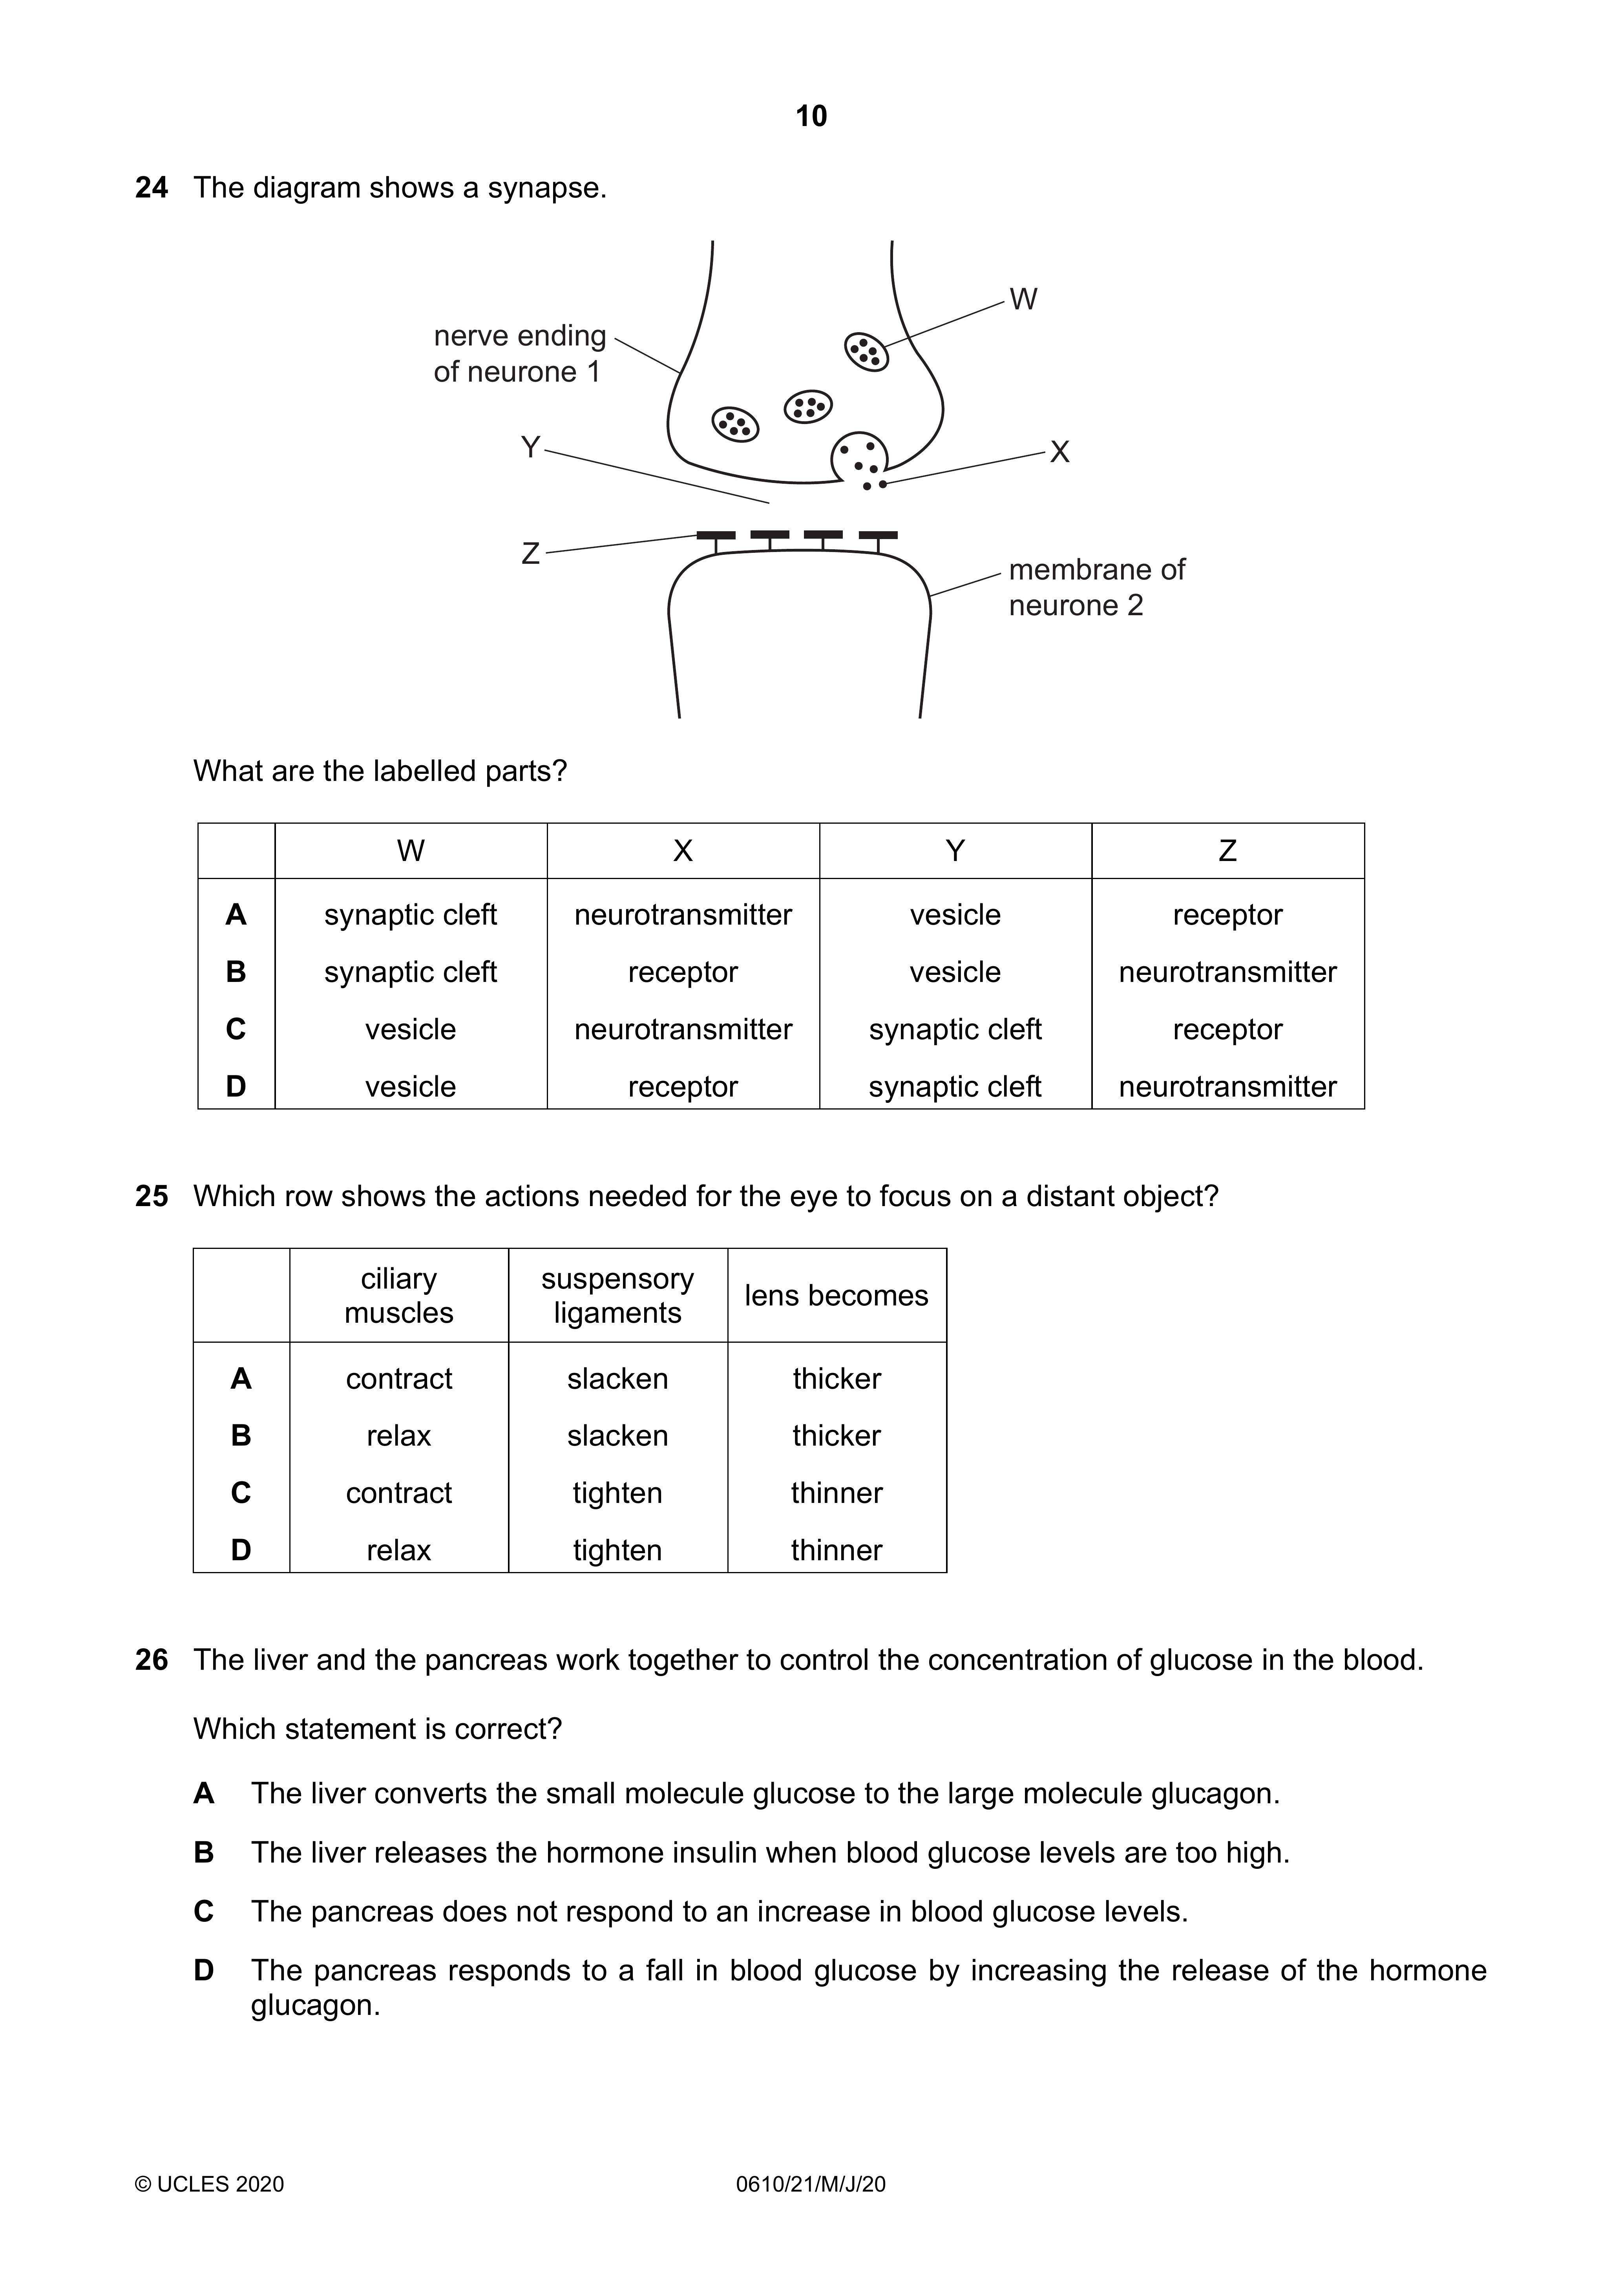 10
24 The diagram shows a synapse.
W
nerve ending
of neurone 1
Y
X
Z
membrane of
neurone 2
What are the labelled parts?
W X Y Z
A synaptic cleft neurotransmitter vesicle receptor
B synaptic cleft receptor vesicle neurotransmitter
C vesicle neurotransmitter synaptic cleft receptor
D vesicle receptor synaptic cleft neurotransmitter
25 Which row shows the actions needed for the eye to focus on a distant object?
ciliary
muscles
suspensory
ligaments
lens becomes
A contract slacken thicker
B relax slacken thicker
C contract tighten thinner
D relax tighten thinner
26 The liver and the pancreas work together to control the concentration of glucose in the blood.
Which statement is correct?
A The liver converts the small molecule glucose to the large molecule glucagon.
B The liver releases the hormone insulin when blood glucose levels are too high.
C The pancreas does not respond to an increase in blood glucose levels.
D The pancreas responds to a fall in blood glucose by increasing the release of the hormone
glucagon.
© UCLES 2020 0610/21/M/J/20